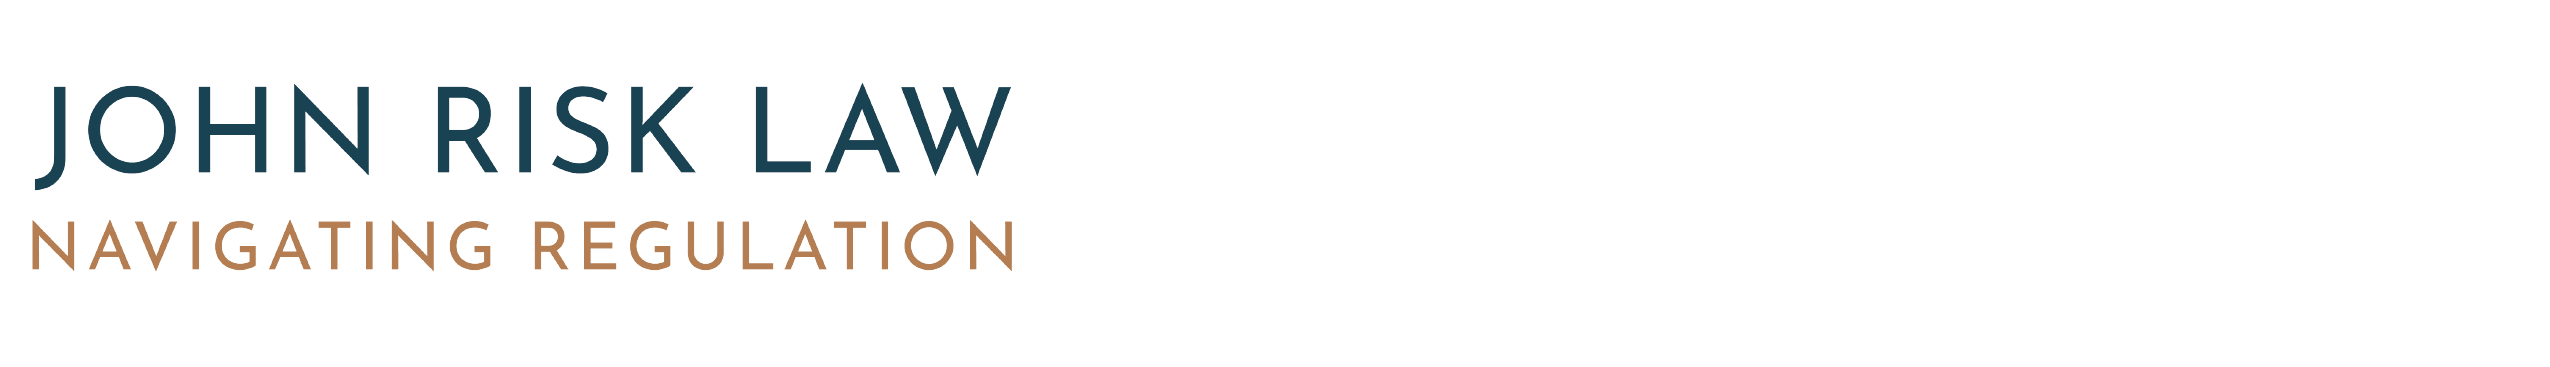 JOHN RISK LAW
NAVIGATING REGULATION